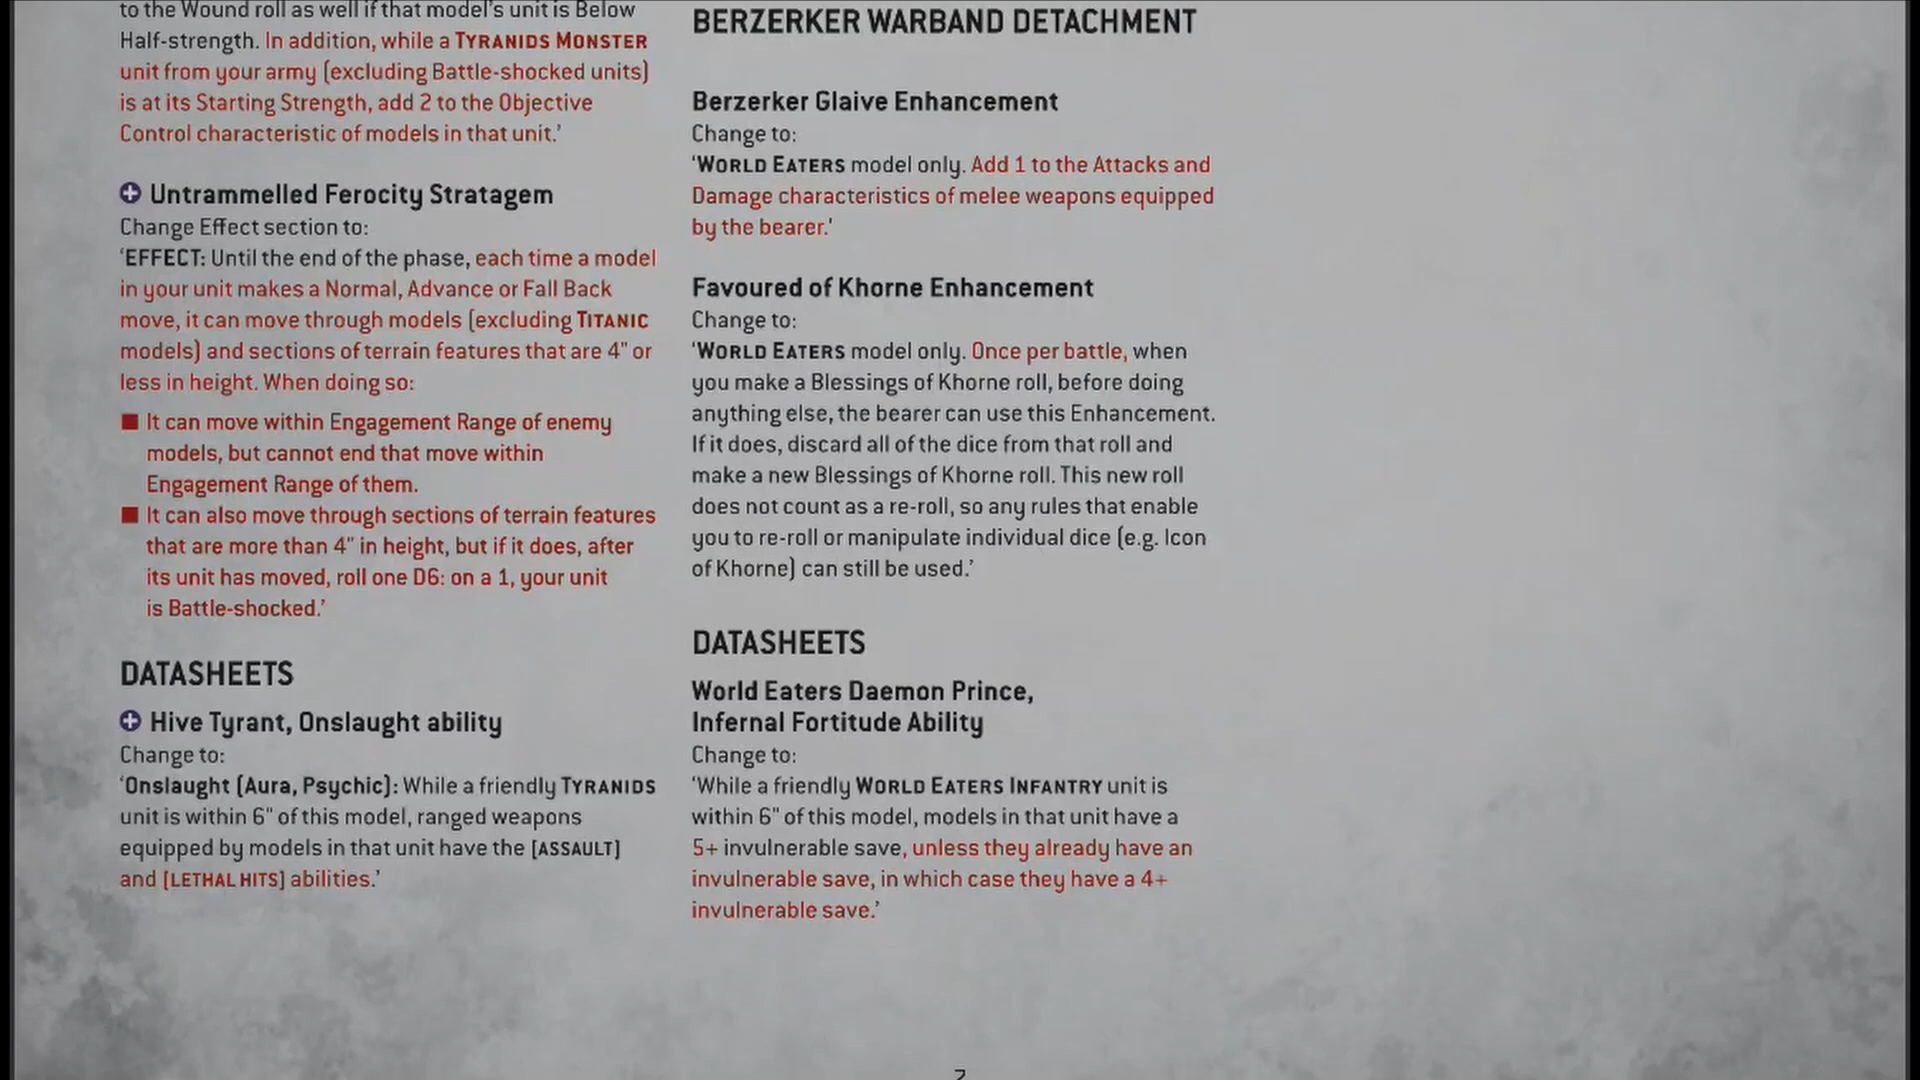 to the Wound roll as well if that model's unit is Below
Half-strength. In addition, while a TYRANIDS MONSTER
unit from your army (excluding Battle-shocked units)
is at its Starting Strength, add 2 to the Objective
Control characteristic of models in that unit.'
Untrammelled Ferocity Stratagem
Change Effect section to:
'EFFECT: Until the end of the phase, each time a model
in your unit makes a Normal, Advance or Fall Back
move, it can move through models (excluding TITANIC
models) and sections of terrain features that are 4" or
less in height. When doing so:
■ It can move within Engagement Range of enemy
models, but cannot end that move within
Engagement Range of them.
■ It can also move through sections of terrain features
that are more than 4" in height, but if it does, after
its unit has moved, roll one D6: on a 1, your unit
is Battle-shocked.'
DATASHEETS
Hive Tyrant, Onslaught ability
Change to:
'Onslaught (Aura, Psychic): While a friendly TYRANIDS
unit is within 6" of this model, ranged weapons
equipped by models in that unit have the [ASSAULT]
and [LETHAL HITS] abilities.'
BERZERKER WARBAND DETACHMENT
Berzerker Glaive Enhancement
Change to:
'WORLD EATERS model only. Add 1 to the Attacks and
Damage characteristics of melee weapons equipped
by the bearer.'
Favoured of Khorne Enhancement
Change to:
'WORLD EATERS model only. Once per battle, when
you make a Blessings of Khorne roll, before doing
anything else, the bearer can use this Enhancement.
If it does, discard all of the dice from that roll and
make a new Blessings of Khorne roll. This new roll
does not count as a re-roll, so any rules that enable
you to re-roll or manipulate individual dice (e.g. Icon
of Khorne) can still be used.'
DATASHEETS
World Eaters Daemon Prince,
Infernal Fortitude Ability
Change to:
'While a friendly WORLD EATERS INFANTRY unit is
within 6" of this model, models in that unit have a
5+ invulnerable save, unless they already have an
invulnerable save, in which case they have a 4+
invulnerable save.'